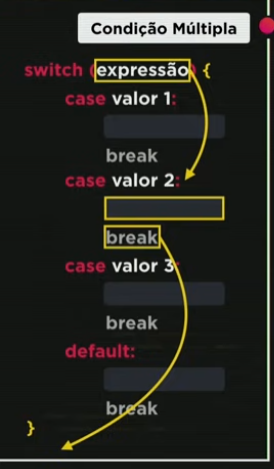 Condição Múltipla
switch (expressão) {
case valor 1:
break
case valor 2:
break
case valor 3:
break
default:
break
}